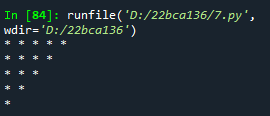 In [84]: runfile('D:/22bca136/7.py',
wdir='D:/22bca136')
* * * * *
* * * *
* * *
* *
*